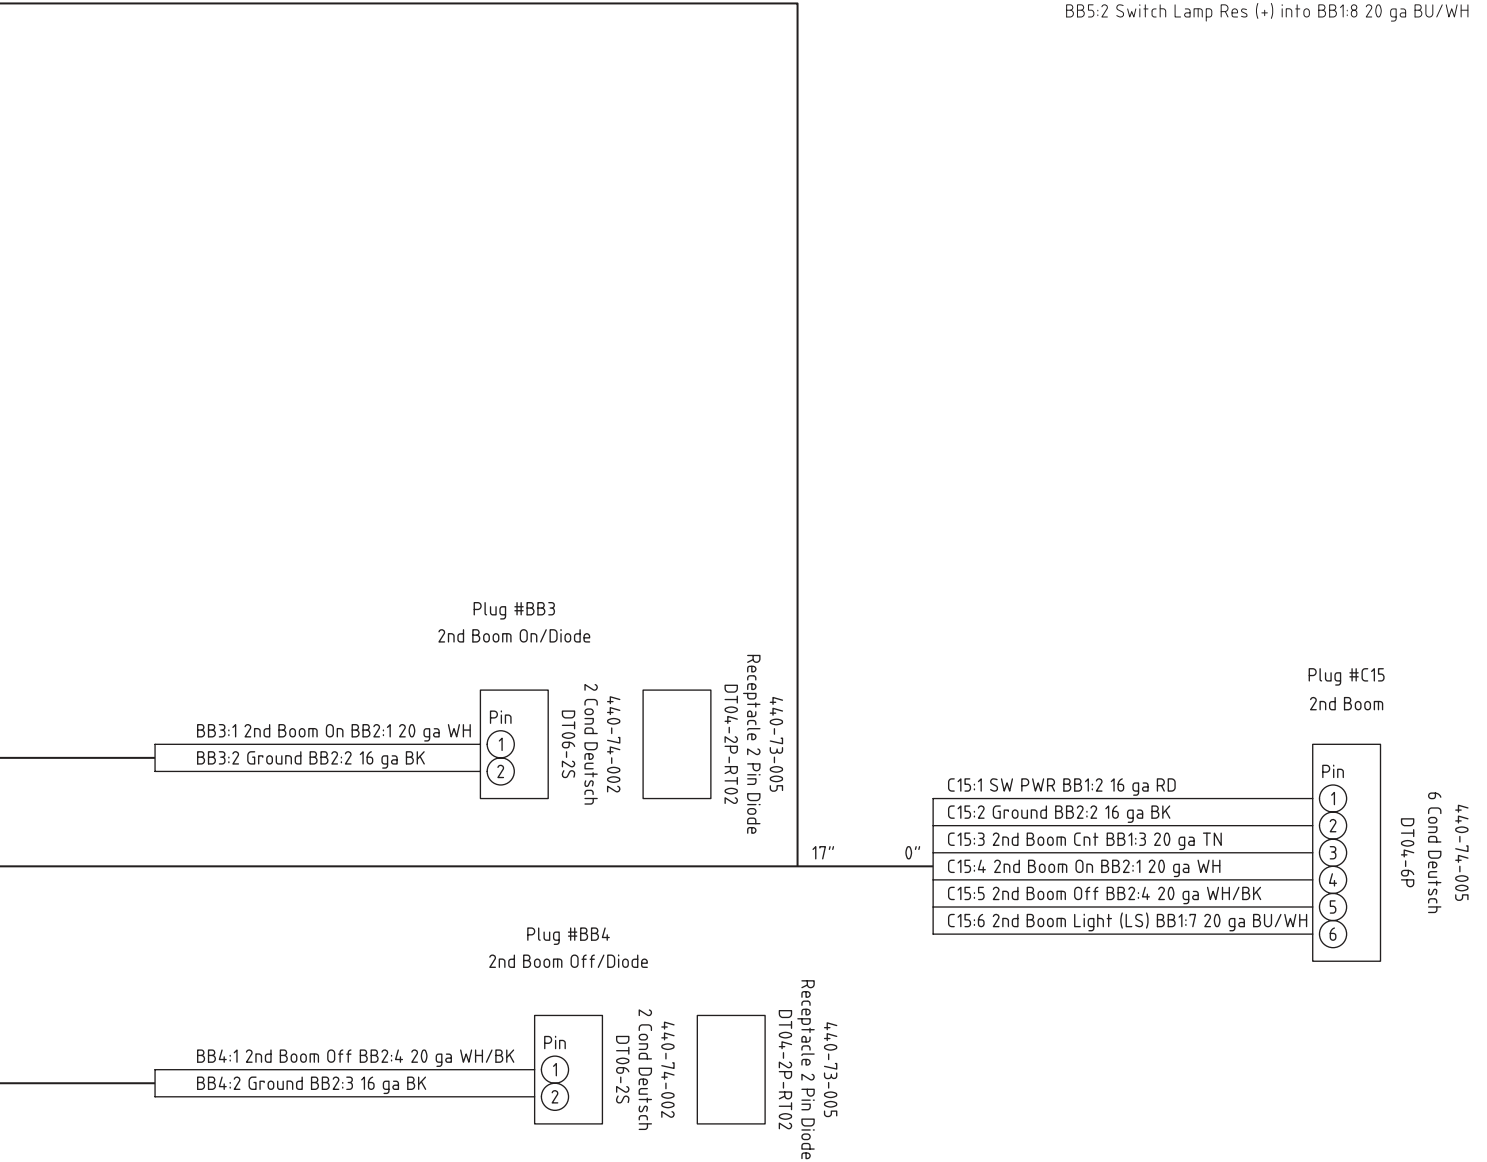 BB5:2 Switch Lamp Res (+) into BB1:8 20 ga BU/WH
Plug #BB3
2nd Boom On/Diode
Pin
BB3:1 2nd Boom On BB2:1 20 ga WH
1
BB3:2 Ground BB2:2 16 ga BK
2
440-74-002
2 Cond Deutsch
DT06-2S
440-73-005
Receptacle 2 Pin Diode
DT04-2P-RT02
17"
0"
Plug #C15
2nd Boom
Pin
C15:1 SW PWR BB1:2 16 ga RD
1
C15:2 Ground BB2:2 16 ga BK
2
C15:3 2nd Boom Cnt BB1:3 20 ga TN
3
C15:4 2nd Boom On BB2:1 20 ga WH
4
C15:5 2nd Boom Off BB2:4 20 ga WH/BK
5
C15:6 2nd Boom Light (LS) BB1:7 20 ga BU/WH
6
440-74-005
6 Cond Deutsch
DT04-6P
Plug #BB4
2nd Boom Off/Diode
Pin
BB4:1 2nd Boom Off BB2:4 20 ga WH/BK
1
BB4:2 Ground BB2:3 16 ga BK
2
440-74-002
2 Cond Deutsch
DT06-2S
440-73-005
Receptacle 2 Pin Diode
DT04-2P-RT02